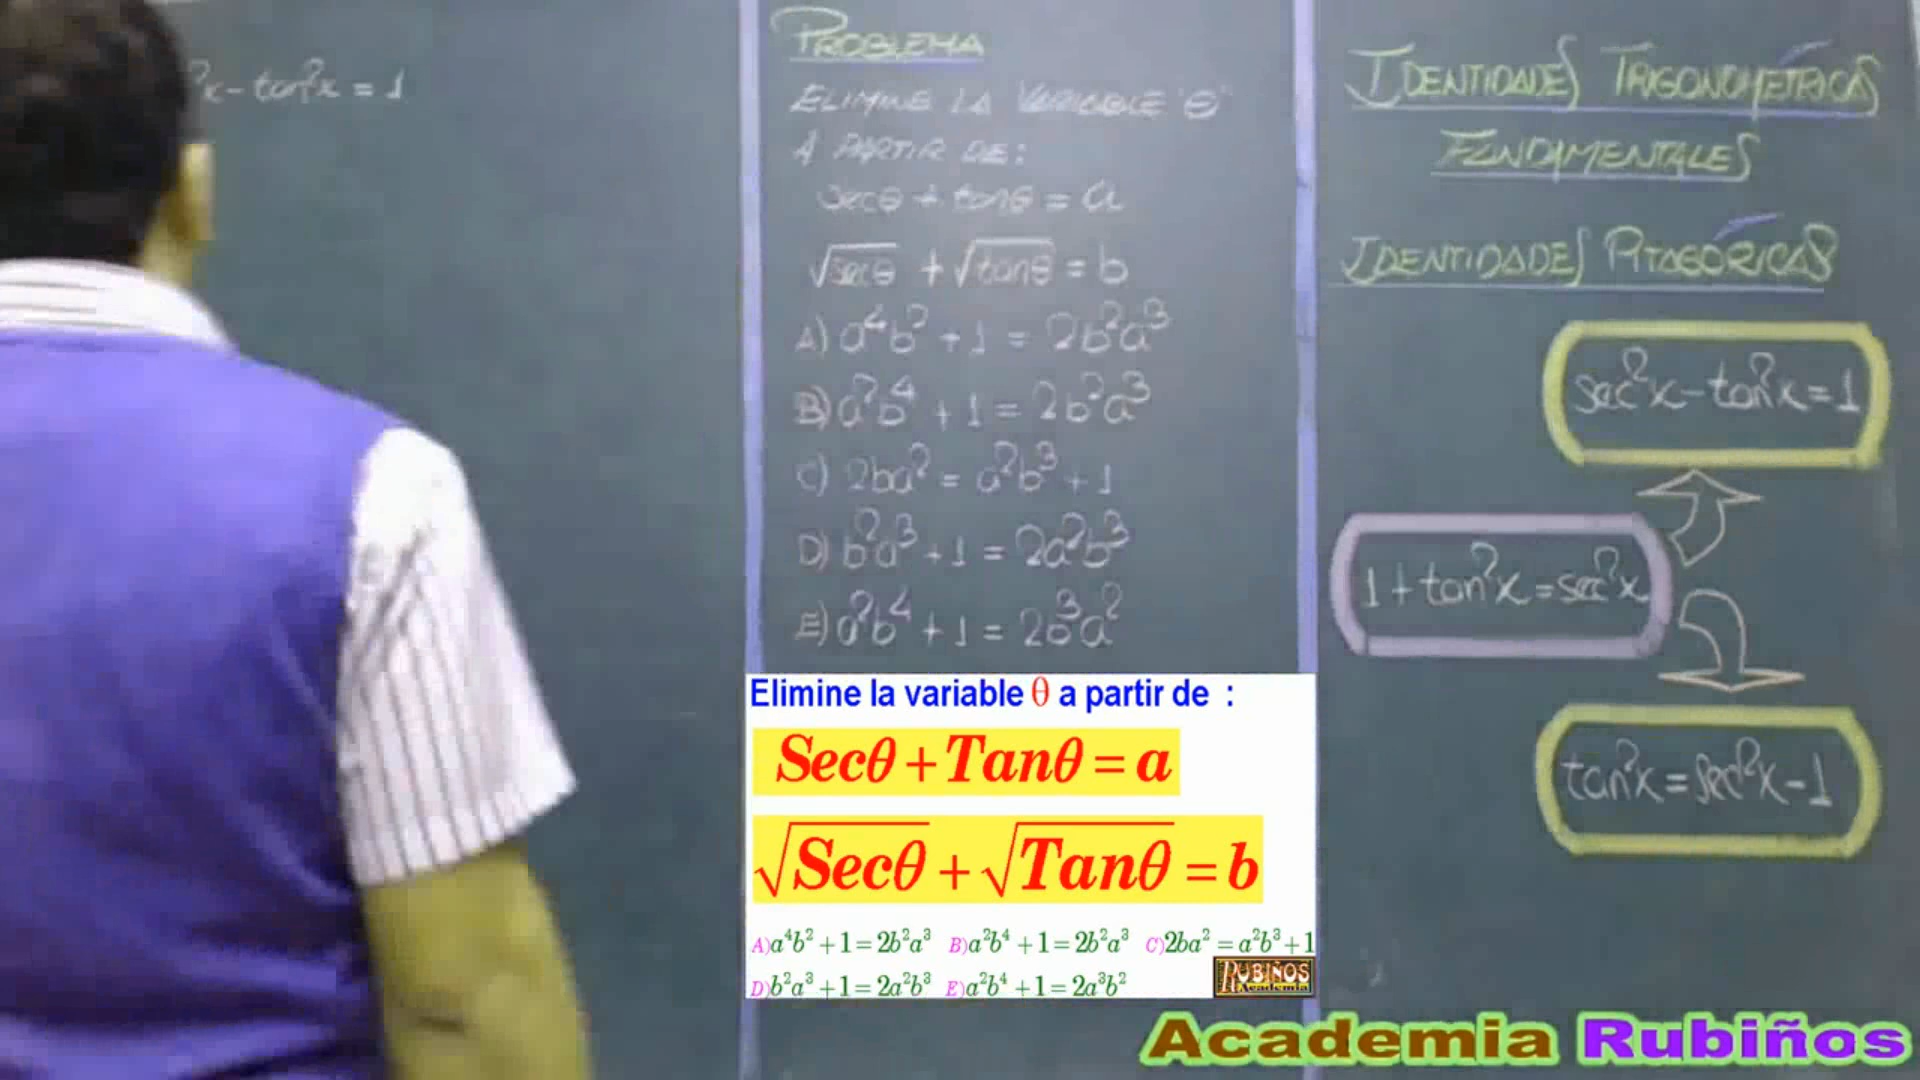 ²x - tan²x = 1
PROBLEMA
ELIMINE LA VARIABLE "θ"
A PARTIR DE:
secθ + tanθ = a
√secθ + √tanθ = b
A) a⁴b² + 1 = 2b²a³
B) a²b⁴ + 1 = 2b²a³
C) 2ba² = a²b³ + 1
D) b²a³ + 1 = 2a²b³
E) a²b⁴ + 1 = 2b³a²
Elimine la variable θ a partir de :
Secθ + Tanθ = a
√Secθ + √Tanθ = b
A) a⁴b² + 1 = 2b²a³ B) a²b⁴ + 1 = 2b²a³ C) 2ba² = a²b³ + 1
D) b²a³ + 1 = 2a²b³ E) a²b⁴ + 1 = 2a³b²
RUBIÑOS
Academia
IDENTIDADES TRIGONOMÉTRICAS
FUNDAMENTALES
IDENTIDADES PITAGÓRICAS
sec²x - tan²x = 1
1 + tan²x = sec²x
tan²x = sec²x - 1
Academia Rubiños